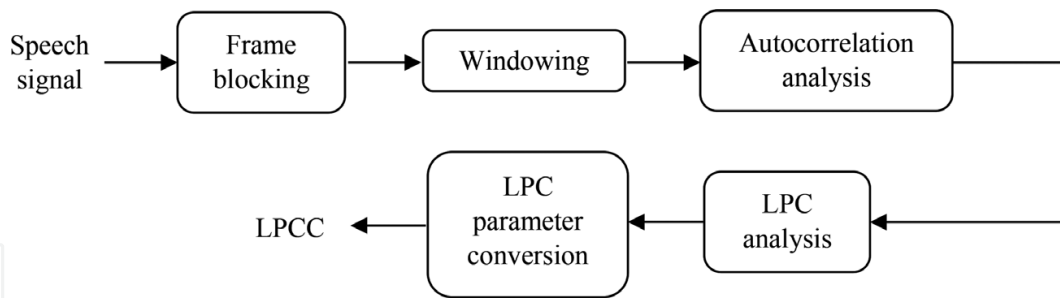 Speech
signal
Frame
blocking
Windowing
Autocorrelation
analysis
LPC
analysis
LPC
parameter
conversion
LPCC